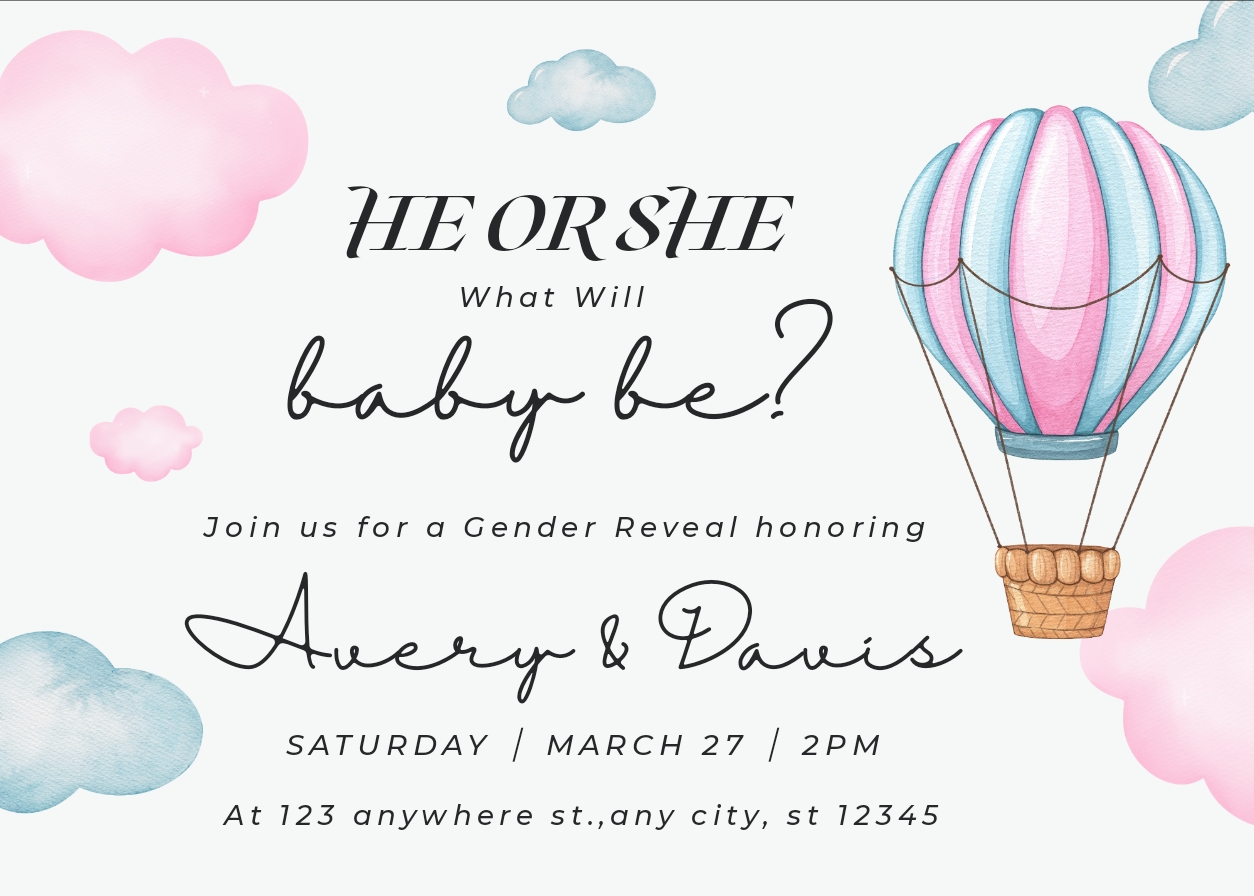 HE OR SHE
What Will
baby be?
Join us for a Gender Reveal honoring
Avery & Davis
SATURDAY / MARCH 27 / 2PM
At 123 anywhere st.,any city, st 12345